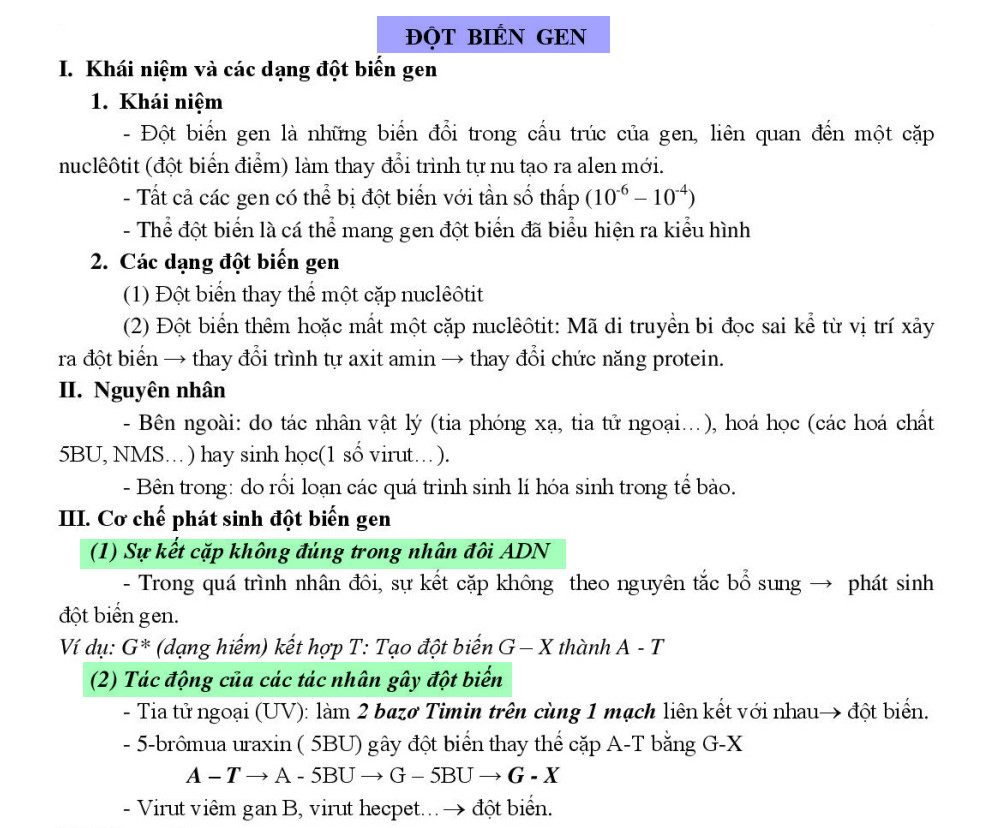 ĐỘT BIẾN GEN
I. Khái niệm và các dạng đột biến gen
1. Khái niệm
- Đột biến gen là những biến đổi trong cấu trúc của gen, liên quan đến một cặp
nuclêôtit (đột biến điểm) làm thay đổi trình tự nu tạo ra alen mới.
- Tất cả các gen có thể bị đột biến với tần số thấp (10⁻⁶ – 10⁻⁴)
- Thể đột biến là cá thể mang gen đột biến đã biểu hiện ra kiểu hình
2. Các dạng đột biến gen
(1) Đột biến thay thế một cặp nuclêôtit
(2) Đột biến thêm hoặc mất một cặp nuclêôtit: Mã di truyền bi đọc sai kể từ vị trí xảy
ra đột biến → thay đổi trình tự axit amin → thay đổi chức năng protein.
II. Nguyên nhân
- Bên ngoài: do tác nhân vật lý (tia phóng xạ, tia tử ngoại…), hoá học (các hoá chất
5BU, NMS…) hay sinh học(1 số virut…).
- Bên trong: do rối loạn các quá trình sinh lí hóa sinh trong tế bào.
III. Cơ chế phát sinh đột biến gen
(1) Sự kết cặp không đúng trong nhân đôi ADN
- Trong quá trình nhân đôi, sự kết cặp không theo nguyên tắc bổ sung → phát sinh
đột biến gen.
Ví dụ: G* (dạng hiếm) kết hợp T: Tạo đột biến G – X thành A - T
(2) Tác động của các tác nhân gây đột biến
- Tia tử ngoại (UV): làm 2 bazơ Timin trên cùng 1 mạch liên kết với nhau→ đột biến.
- 5-brômua uraxin ( 5BU) gây đột biến thay thế cặp A-T bằng G-X
A – T → A - 5BU → G – 5BU → G - X
- Virut viêm gan B, virut hecpet… → đột biến.